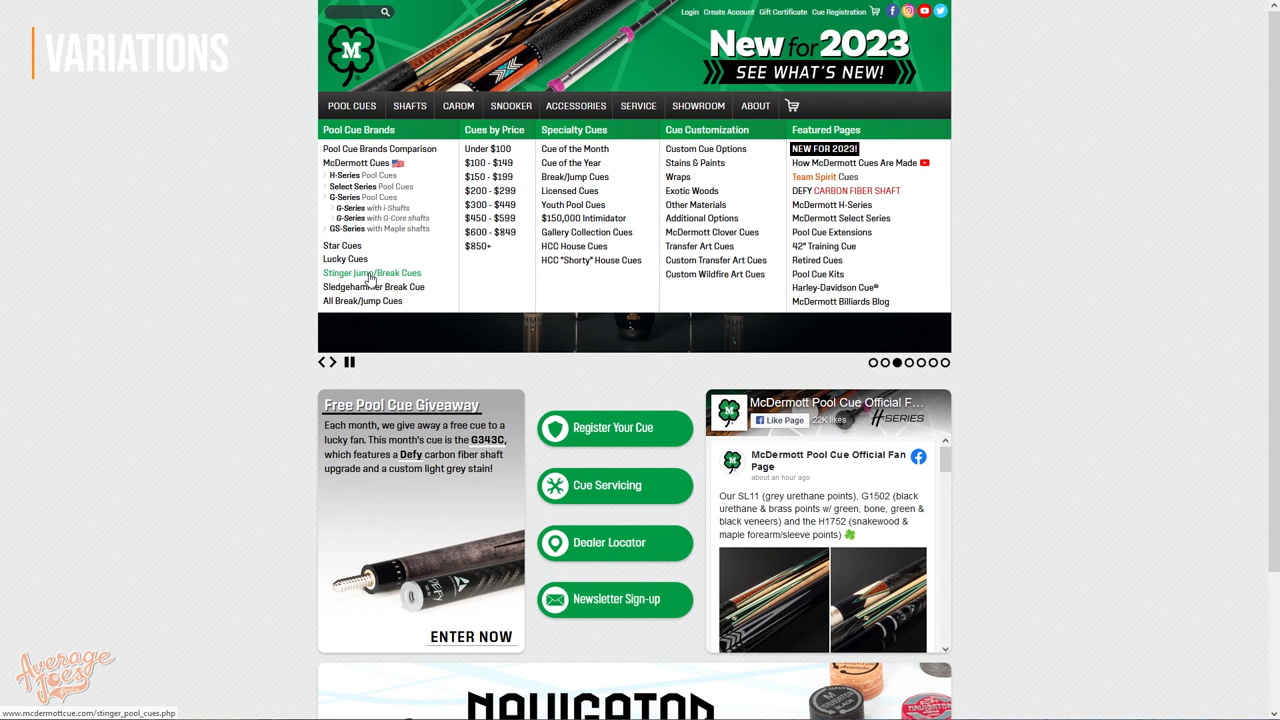 VARIATIONS
Login Create Account Gift Certificate Cue Registration
M
New for 2023
SEE WHAT'S NEW!
POOL CUES SHAFTS CAROM SNOOKER ACCESSORIES SERVICE SHOWROOM ABOUT
Pool Cue Brands
Pool Cue Brands Comparison
McDermott Cues
H-Series Pool Cues
Select Series Pool Cues
G-Series Pool Cues
G-Series with i-Shafts
G-Series with G-Core shafts
GS-Series with Maple shafts
Star Cues
Lucky Cues
Stinger Jump/Break Cues
Sledgehammer Break Cue
All Break/Jump Cues
Cues by Price
Under $100
$100 - $149
$150 - $199
$200 - $299
$300 - $449
$450 - $599
$600 - $849
$850+
Specialty Cues
Cue of the Month
Cue of the Year
Break/Jump Cues
Licensed Cues
Youth Pool Cues
$150,000 Intimidator
Gallery Collection Cues
HCC House Cues
HCC "Shorty" House Cues
Cue Customization
Custom Cue Options
Stains & Paints
Wraps
Exotic Woods
Other Materials
Additional Options
McDermott Clover Cues
Transfer Art Cues
Custom Transfer Art Cues
Custom Wildfire Art Cues
Featured Pages
NEW FOR 2023!
How McDermott Cues Are Made
Team Spirit Cues
DEFY CARBON FIBER SHAFT
McDermott H-Series
McDermott Select Series
Pool Cue Extensions
42" Training Cue
Retired Cues
Pool Cue Kits
Harley-Davidson Cue®
McDermott Billiards Blog
Free Pool Cue Giveaway
Each month, we give away a free cue to a
lucky fan. This month's cue is the G343C,
which features a Defy carbon fiber shaft
upgrade and a custom light grey stain!
DEFY
ENTER NOW
Register Your Cue
Cue Servicing
Dealer Locator
Newsletter Sign-up
McDermott Pool Cue Official F...
Like Page 22K likes
H-SERIES
McDermott Pool Cue Official Fan
Page
about an hour ago
Our SL11 (grey urethane points), G1502 (black
urethane & brass points w/ green, bone, green &
black veneers) and the H1752 (snakewood &
maple forearm/sleeve points)
NAVIGATOR
Average
Joe's
www.mcdermottcue.com/stinger_pool_cues.php